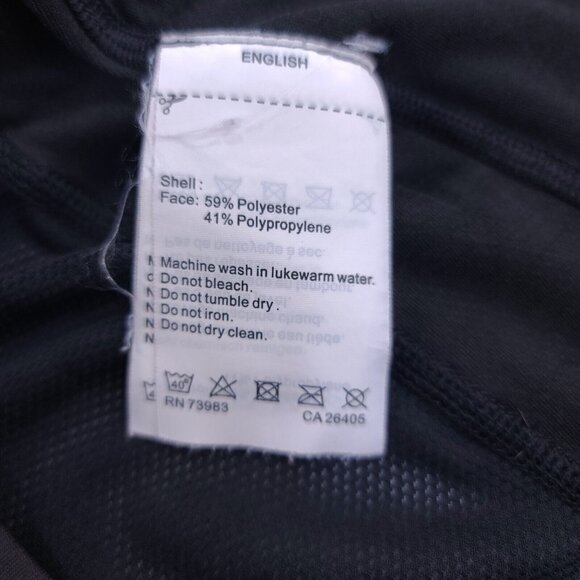 ENGLISH
Shell :
Face: 59% Polyester
41% Polypropylene
Machine wash in lukewarm water.
Do not bleach.
Do not tumble dry .
Do not iron.
Do not dry clean.
40°
RN 73983
CA 26405